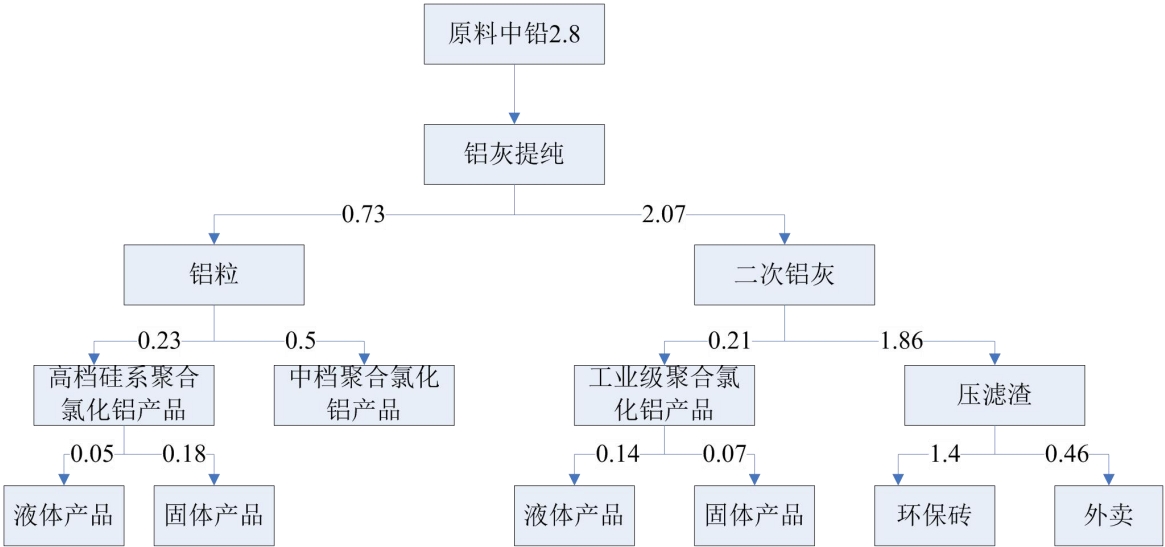 原料中铅2.8
铝灰提纯
0.73
2.07
铝粒
二次铝灰
0.23
0.5
0.21
1.86
高档硅系聚合
氯化铝产品
中档聚合氯化
铝产品
工业级聚合氯
化铝产品
压滤渣
0.05
0.18
0.14
0.07
1.4
0.46
液体产品
固体产品
液体产品
固体产品
环保砖
外卖